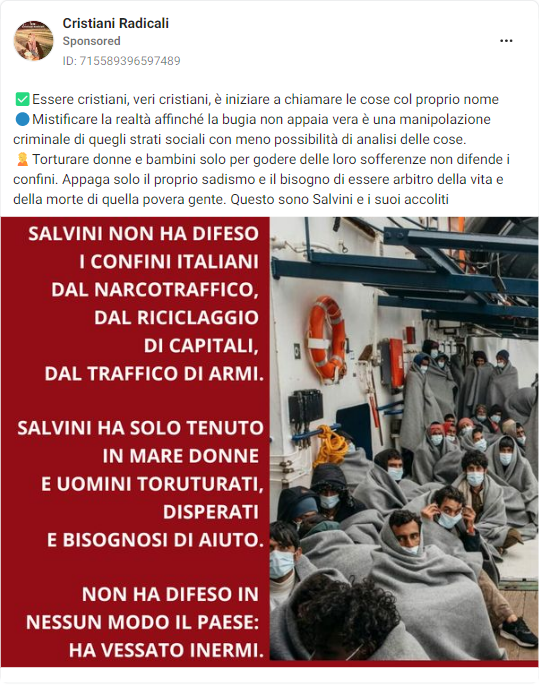 Cristiani Radicali
Sponsored
ID: 715589396597489
✅Essere cristiani, veri cristiani, è iniziare a chiamare le cose col proprio nome
🔵Mistificare la realtà affinché la bugia non appaia vera è una manipolazione
criminale di quegli strati sociali con meno possibilità di analisi delle cose.
Torturare donne e bambini solo per godere delle loro sofferenze non difende i
confini. Appaga solo il proprio sadismo e il bisogno di essere arbitro della vita e
della morte di quella povera gente. Questo sono Salvini e i suoi accoliti
SALVINI NON HA DIFESO
I CONFINI ITALIANI
DAL NARCOTRAFFICO,
DAL RICICLAGGIO
DI CAPITALI,
DAL TRAFFICO DI ARMI.
SALVINI HA SOLO TENUTO
IN MARE DONNE
E UOMINI TORUTURATI,
DISPERATI
E BISOGNOSI DI AIUTO.
NON HA DIFESO IN
NESSUN MODO IL PAESE:
HA VESSATO INERMI.